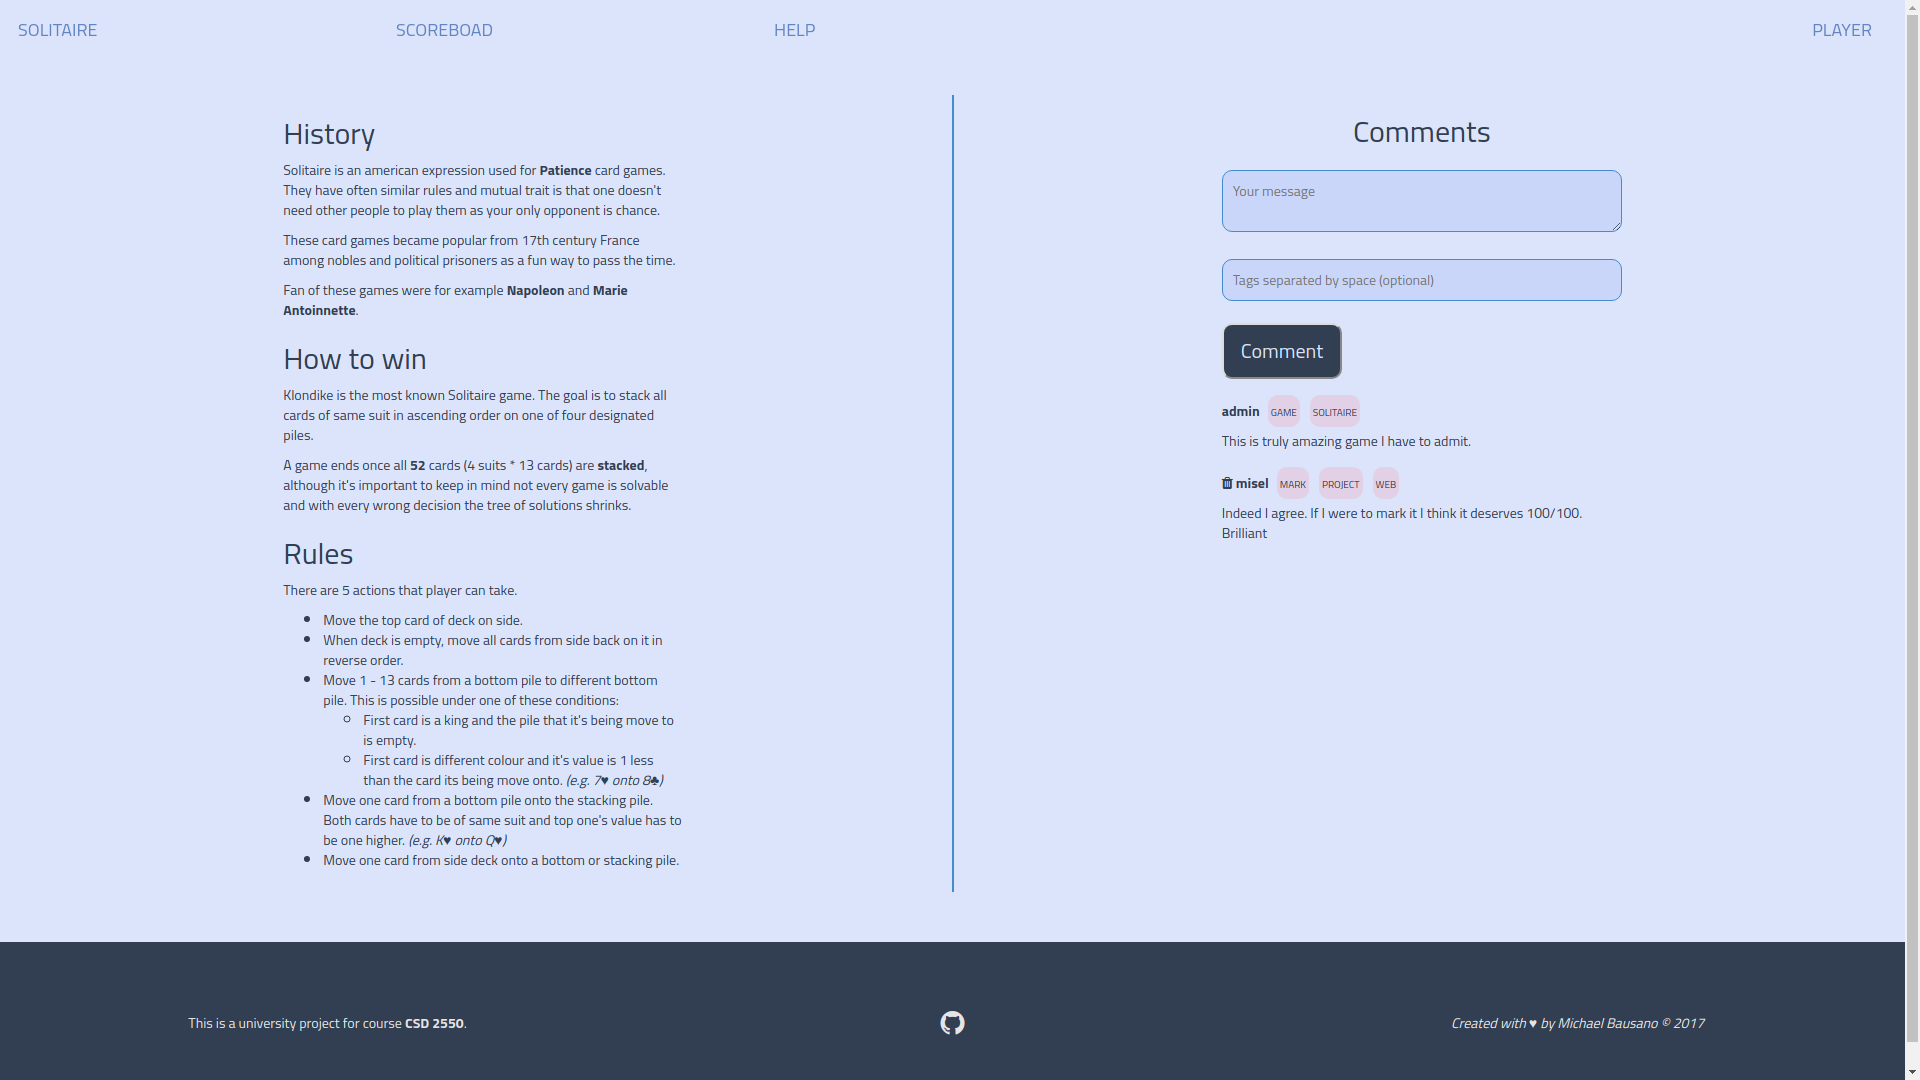 SOLITAIRE
SCOREBOAD
HELP
PLAYER
History
Solitaire is an american expression used for Patience card games.
They have often similar rules and mutual trait is that one doesn't
need other people to play them as your only opponent is chance.
These card games became popular from 17th century France
among nobles and political prisoners as a fun way to pass the time.
Fan of these games were for example Napoleon and Marie
Antoinnette.
How to win
Klondike is the most known Solitaire game. The goal is to stack all
cards of same suit in ascending order on one of four designated
piles.
A game ends once all 52 cards (4 suits * 13 cards) are stacked,
although it's important to keep in mind not every game is solvable
and with every wrong decision the tree of solutions shrinks.
Rules
There are 5 actions that player can take.
Move the top card of deck on side.
When deck is empty, move all cards from side back on it in
reverse order.
Move 1 - 13 cards from a bottom pile to different bottom
pile. This is possible under one of these conditions:
First card is a king and the pile that it's being move to
is empty.
First card is different colour and it's value is 1 less
than the card its being move onto. (e.g. 7♥ onto 8♣)
Move one card from a bottom pile onto the stacking pile.
Both cards have to be of same suit and top one's value has to
be one higher. (e.g. K♥ onto Q♥)
Move one card from side deck onto a bottom or stacking pile.
Comments
Your message
Tags separated by space (optional)
Comment
admin GAME SOLITAIRE
This is truly amazing game I have to admit.
misel MARK PROJECT WEB
Indeed I agree. If I were to mark it I think it deserves 100/100.
Brilliant
This is a university project for course CSD 2550.
Created with ♥ by Michael Bausano © 2017